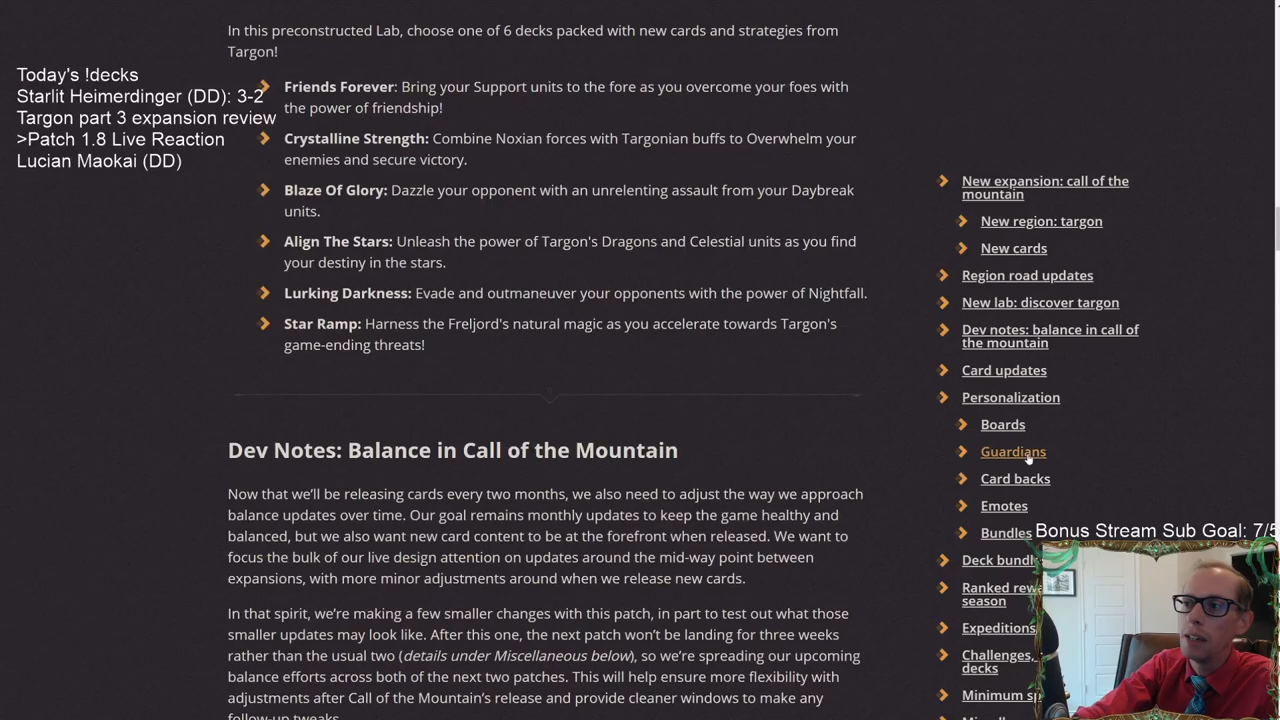 In this preconstructed Lab, choose one of 6 decks packed with new cards and strategies from
Targon!
Today's !decks
Starlit Heimerdinger (DD): 3-2
Targon part 3 expansion review
>Patch 1.8 Live Reaction
Lucian Maokai (DD)
Friends Forever: Bring your Support units to the fore as you overcome your foes with
the power of friendship!
Crystalline Strength: Combine Noxian forces with Targonian buffs to Overwhelm your
enemies and secure victory.
Blaze Of Glory: Dazzle your opponent with an unrelenting assault from your Daybreak
units.
Align The Stars: Unleash the power of Targon's Dragons and Celestial units as you find
your destiny in the stars.
Lurking Darkness: Evade and outmaneuver your opponents with the power of Nightfall.
Star Ramp: Harness the Freljord's natural magic as you accelerate towards Targon's
game-ending threats!
Dev Notes: Balance in Call of the Mountain
Now that we'll be releasing cards every two months, we also need to adjust the way we approach
balance updates over time. Our goal remains monthly updates to keep the game healthy and
balanced, but we also want new card content to be at the forefront when released. We want to
focus the bulk of our live design attention on updates around the mid-way point between
expansions, with more minor adjustments around when we release new cards.
In that spirit, we're making a few smaller changes with this patch, in part to test out what those
smaller updates may look like. After this one, the next patch won't be landing for three weeks
rather than the usual two (details under Miscellaneous below), so we're spreading our upcoming
balance efforts across both of the next two patches. This will help ensure more flexibility with
adjustments after Call of the Mountain's release and provide cleaner windows to make any
follow-up tweaks.
New expansion: call of the
mountain
New region: targon
New cards
Region road updates
New lab: discover targon
Dev notes: balance in call of
the mountain
Card updates
Personalization
Boards
Guardians
Card backs
Emotes
Bundles
Bonus Stream Sub Goal: 7/5
Deck
Ranked
season
Expeditions
Challenges,
decks
Minimum